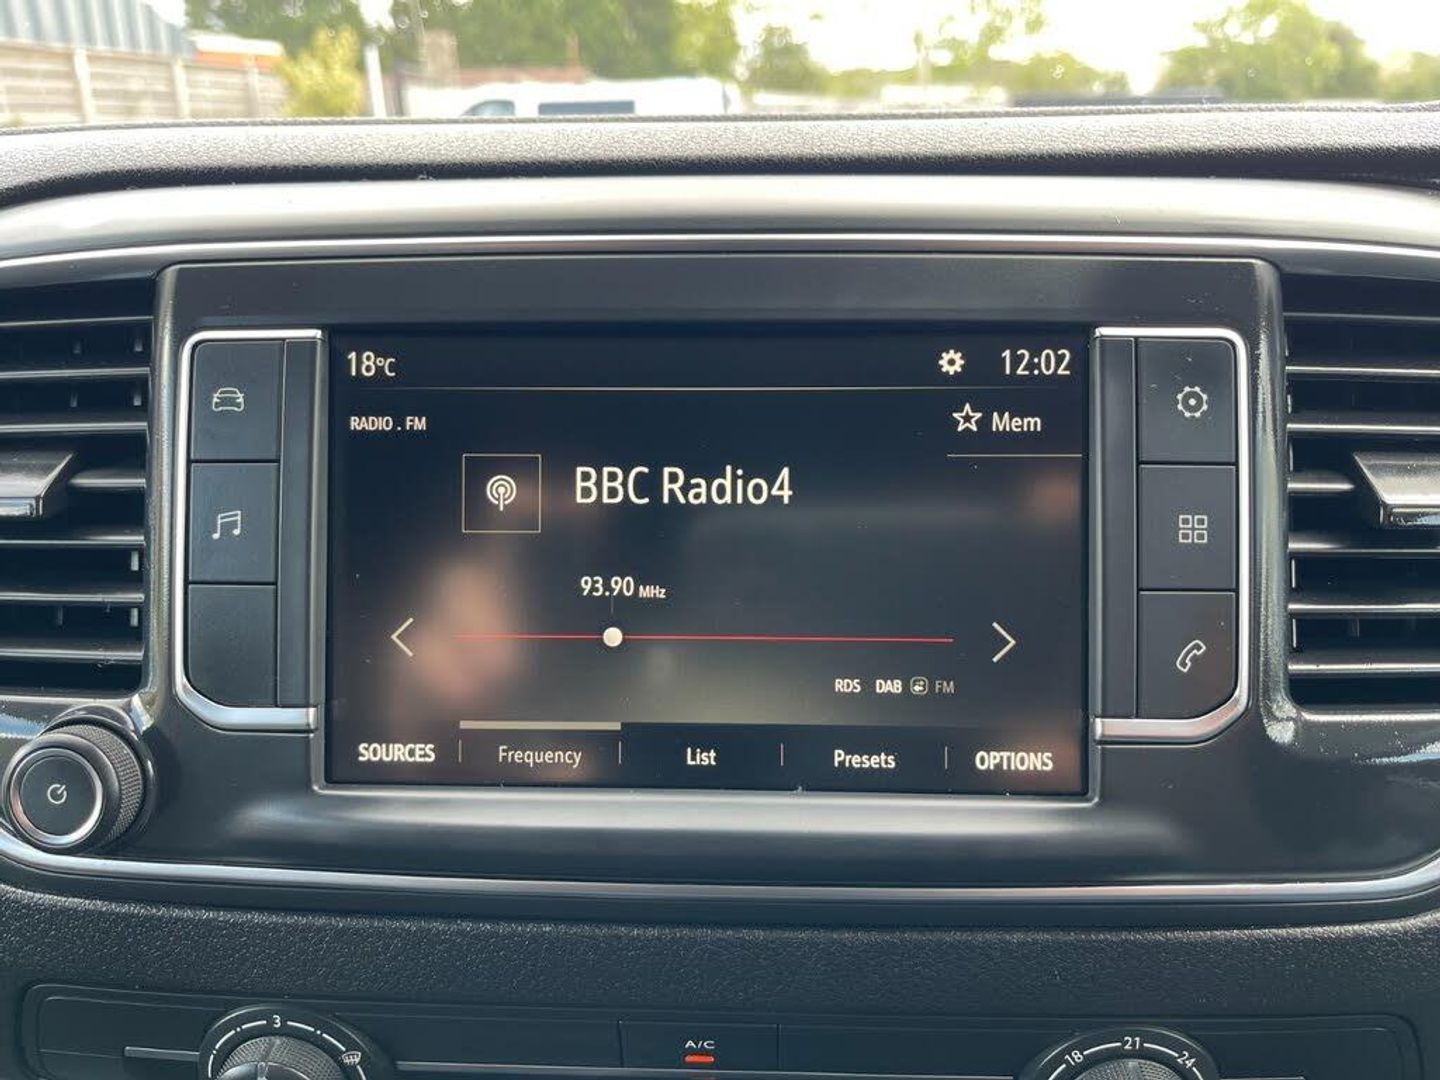 18°C 12:02
RADIO . FM ☆ Mem
BBC Radio4
93.90 MHz
RDS DAB FM
SOURCES Frequency List Presets OPTIONS
3 A/C 18 21 24